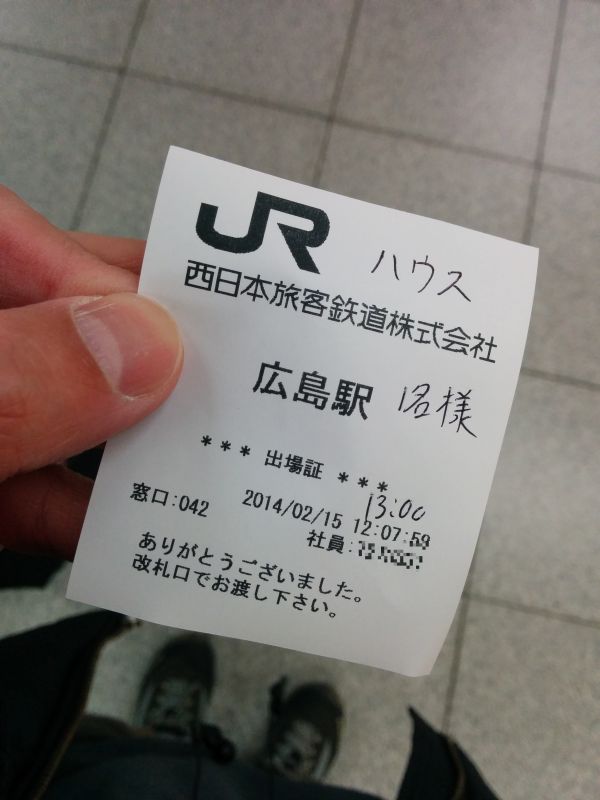 JR ハウス
西日本旅客鉄道株式会社
広島駅 1名様
*** 出場証 ***
13:00
窓口:042 2014/02/15 12:07:59
社員:
ありがとうございました。
改札口でお渡し下さい。